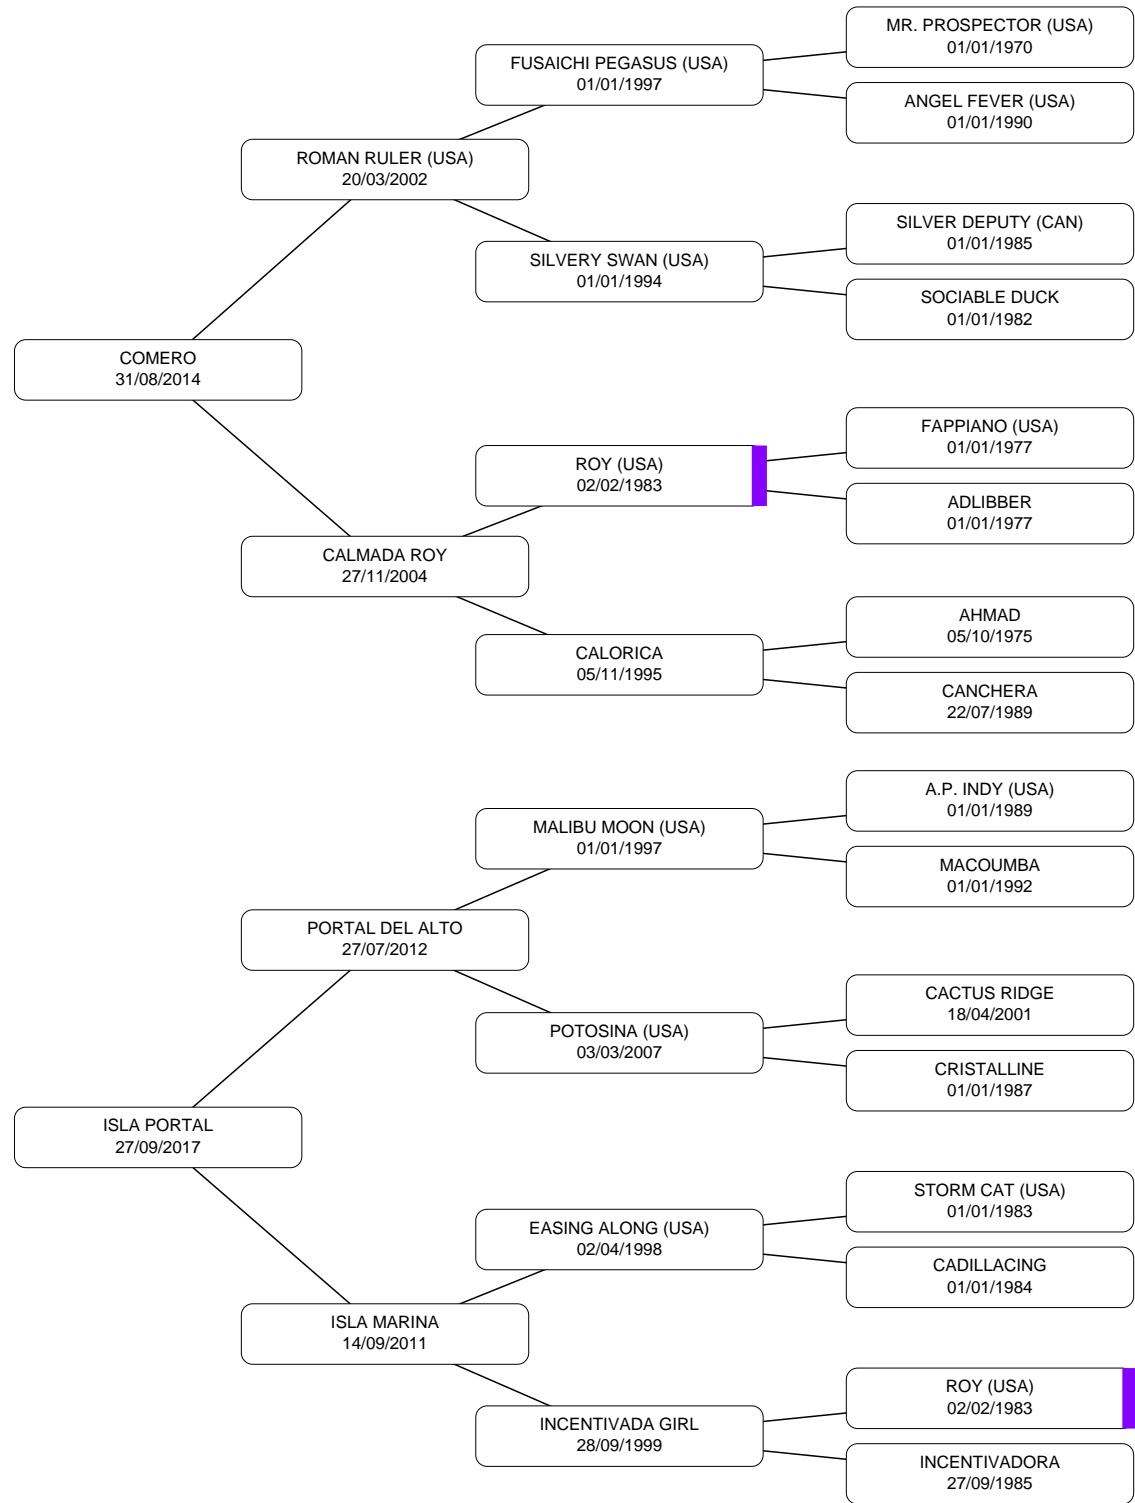 MR. PROSPECTOR (USA)
01/01/1970
FUSAICHI PEGASUS (USA)
01/01/1997
ANGEL FEVER (USA)
01/01/1990
ROMAN RULER (USA)
20/03/2002
SILVER DEPUTY (CAN)
01/01/1985
SILVERY SWAN (USA)
01/01/1994
SOCIABLE DUCK
01/01/1982
COMERO
31/08/2014
FAPPIANO (USA)
01/01/1977
ROY (USA)
02/02/1983
ADLIBBER
01/01/1977
CALMADA ROY
27/11/2004
AHMAD
05/10/1975
CALORICA
05/11/1995
CANCHERA
22/07/1989
A.P. INDY (USA)
01/01/1989
MALIBU MOON (USA)
01/01/1997
MACOUMBA
01/01/1992
PORTAL DEL ALTO
27/07/2012
CACTUS RIDGE
18/04/2001
POTOSINA (USA)
03/03/2007
CRISTALLINE
01/01/1987
ISLA PORTAL
27/09/2017
STORM CAT (USA)
01/01/1983
EASING ALONG (USA)
02/04/1998
CADILLACING
01/01/1984
ISLA MARINA
14/09/2011
ROY (USA)
02/02/1983
INCENTIVADA GIRL
28/09/1999
INCENTIVADORA
27/09/1985